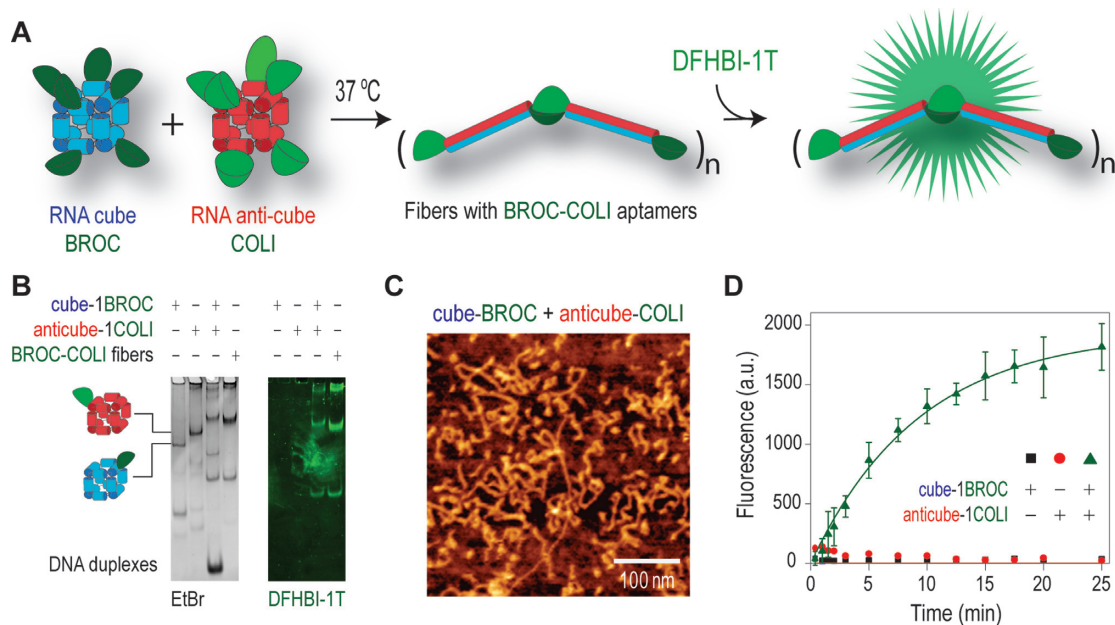 A
RNA cube
BROC
+
RNA anti-cube
COLI
37 ⁰C
( )n
Fibers with BROC-COLI aptamers
DFHBI-1T
( )n
B
cube-1BROC + − + −
anticube-1COLI − + + −
BROC-COLI fibers − − − +
+ − + −
− + + −
− − − +
DNA duplexes
EtBr
DFHBI-1T
C
cube-BROC + anticube-COLI
100 nm
D
Fluorescence (a.u.)
2000
1500
1000
500
0
cube-1BROC + − +
anticube-1COLI − + +
0 5 10 15 20 25
Time (min)